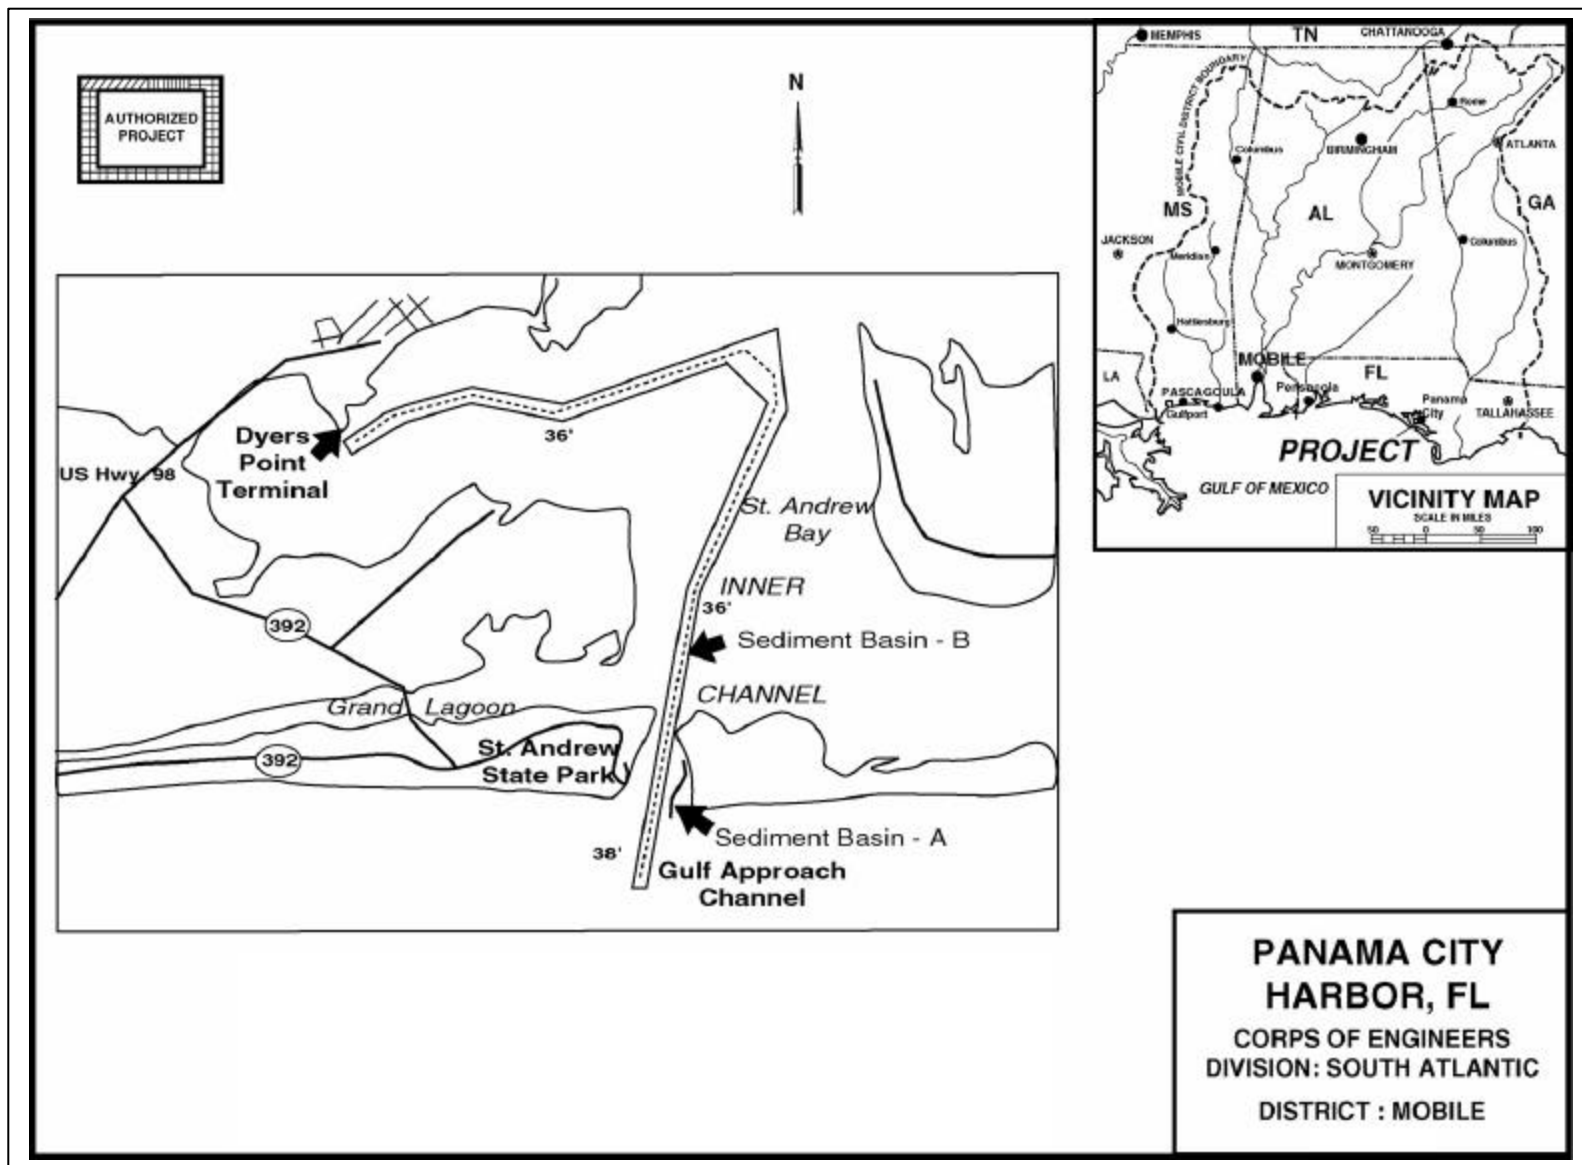 AUTHORIZED
PROJECT
N
Dyers
Point
Terminal
US Hwy. 98
36'
St. Andrew
Bay
INNER
36'
392
Sediment Basin - B
CHANNEL
Grand Lagoon
392
St. Andrew
State Park
Sediment Basin - A
38'
Gulf Approach
Channel
MEMPHIS
TN
CHATTANOOGA
MOBILE CIVIL DISTRICT BOUNDARY
Rome
Columbus
BIRMINGHAM
ATLANTA
MS
AL
GA
JACKSON
Meridian
MONTGOMERY
Columbus
Hattiesburg
MOBILE
LA
FL
PASCAGOULA
Pensacola
Gulfport
Panama
City
TALLAHASSEE
PROJECT
GULF OF MEXICO
VICINITY MAP
SCALE IN MILES
50 0 50 100
PANAMA CITY
HARBOR, FL
CORPS OF ENGINEERS
DIVISION: SOUTH ATLANTIC
DISTRICT : MOBILE